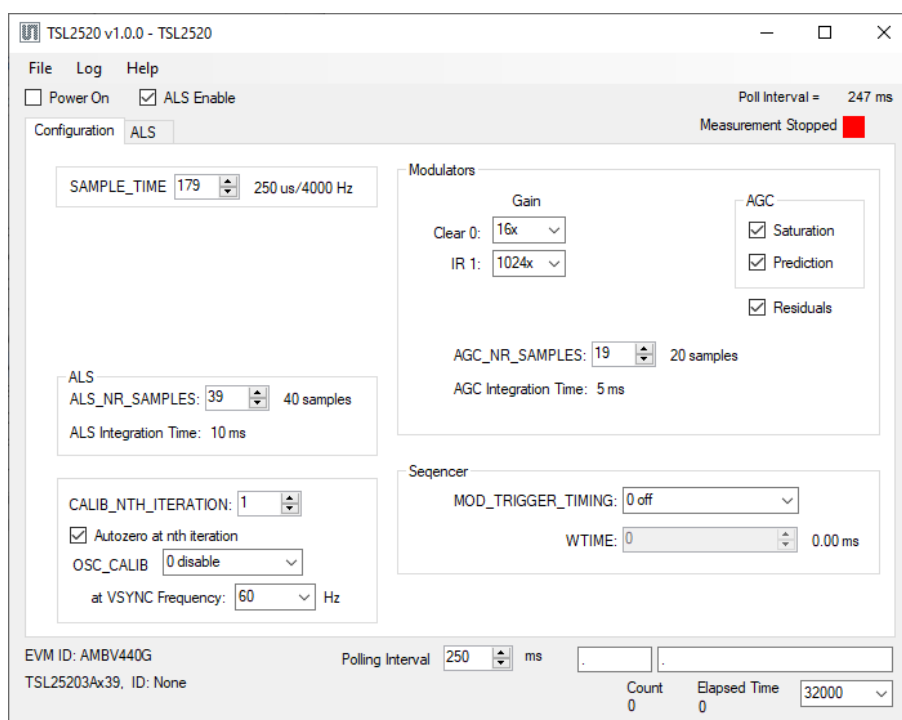 TSL2520 v1.0.0 - TSL2520
File Log Help
Power On ALS Enable Poll Interval = 247 ms
Measurement Stopped
Configuration ALS
SAMPLE_TIME 179 250 us/4000 Hz
Modulators
Gain
Clear 0: 16x
IR 1: 1024x
AGC
Saturation
Prediction
Residuals
AGC_NR_SAMPLES: 19 20 samples
AGC Integration Time: 5 ms
ALS
ALS_NR_SAMPLES: 39 40 samples
ALS Integration Time: 10 ms
CALIB_NTH_ITERATION: 1
Autozero at nth iteration
OSC_CALIB 0 disable
at VSYNC Frequency: 60 Hz
Seqencer
MOD_TRIGGER_TIMING: 0 off
WTIME: 0 0.00 ms
EVM ID: AMBV440G
TSL25203Ax39, ID: None
Polling Interval 250 ms
. .
Count Elapsed Time 32000
0 0